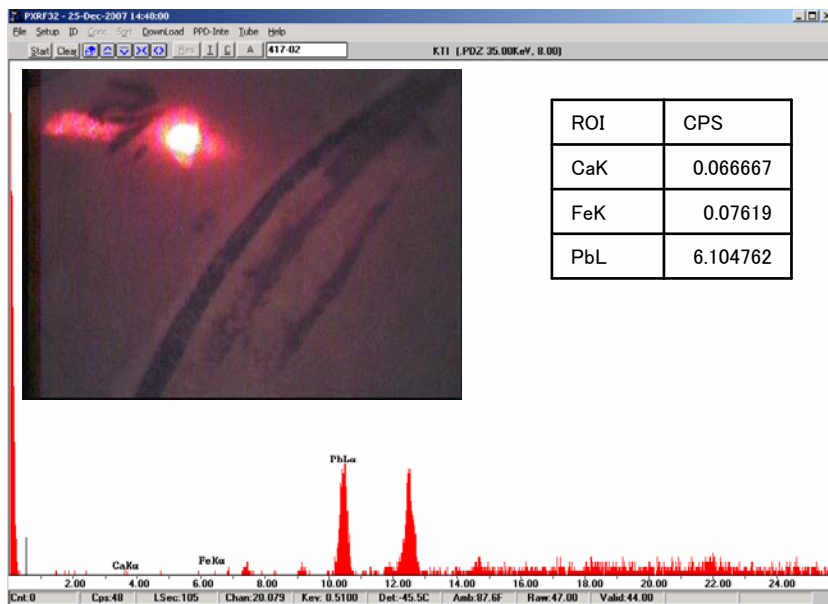 PXRF32 - 25-Dec-2007 14:40:00
File Setup ID Conc Sort DownLoad PPD-Inte Tube Help
Start Clear Rex I C A 417-02 KTI (.PDZ 35.00KeV, 8.00)
ROI CPS
CaK 0.066667
FeK 0.07619
PbL 6.104762
PbLα
CaKα
FeKα
2.00 4.00 6.00 8.00 10.00 12.00 14.00 16.00 18.00 20.00 22.00 24.00
Cnt:0 Cps:48 LSec:105 Chan:20.079 Kev: 0.5100 Det:-45.5C Amb:87.6F Raw:47.00 Valid:44.00